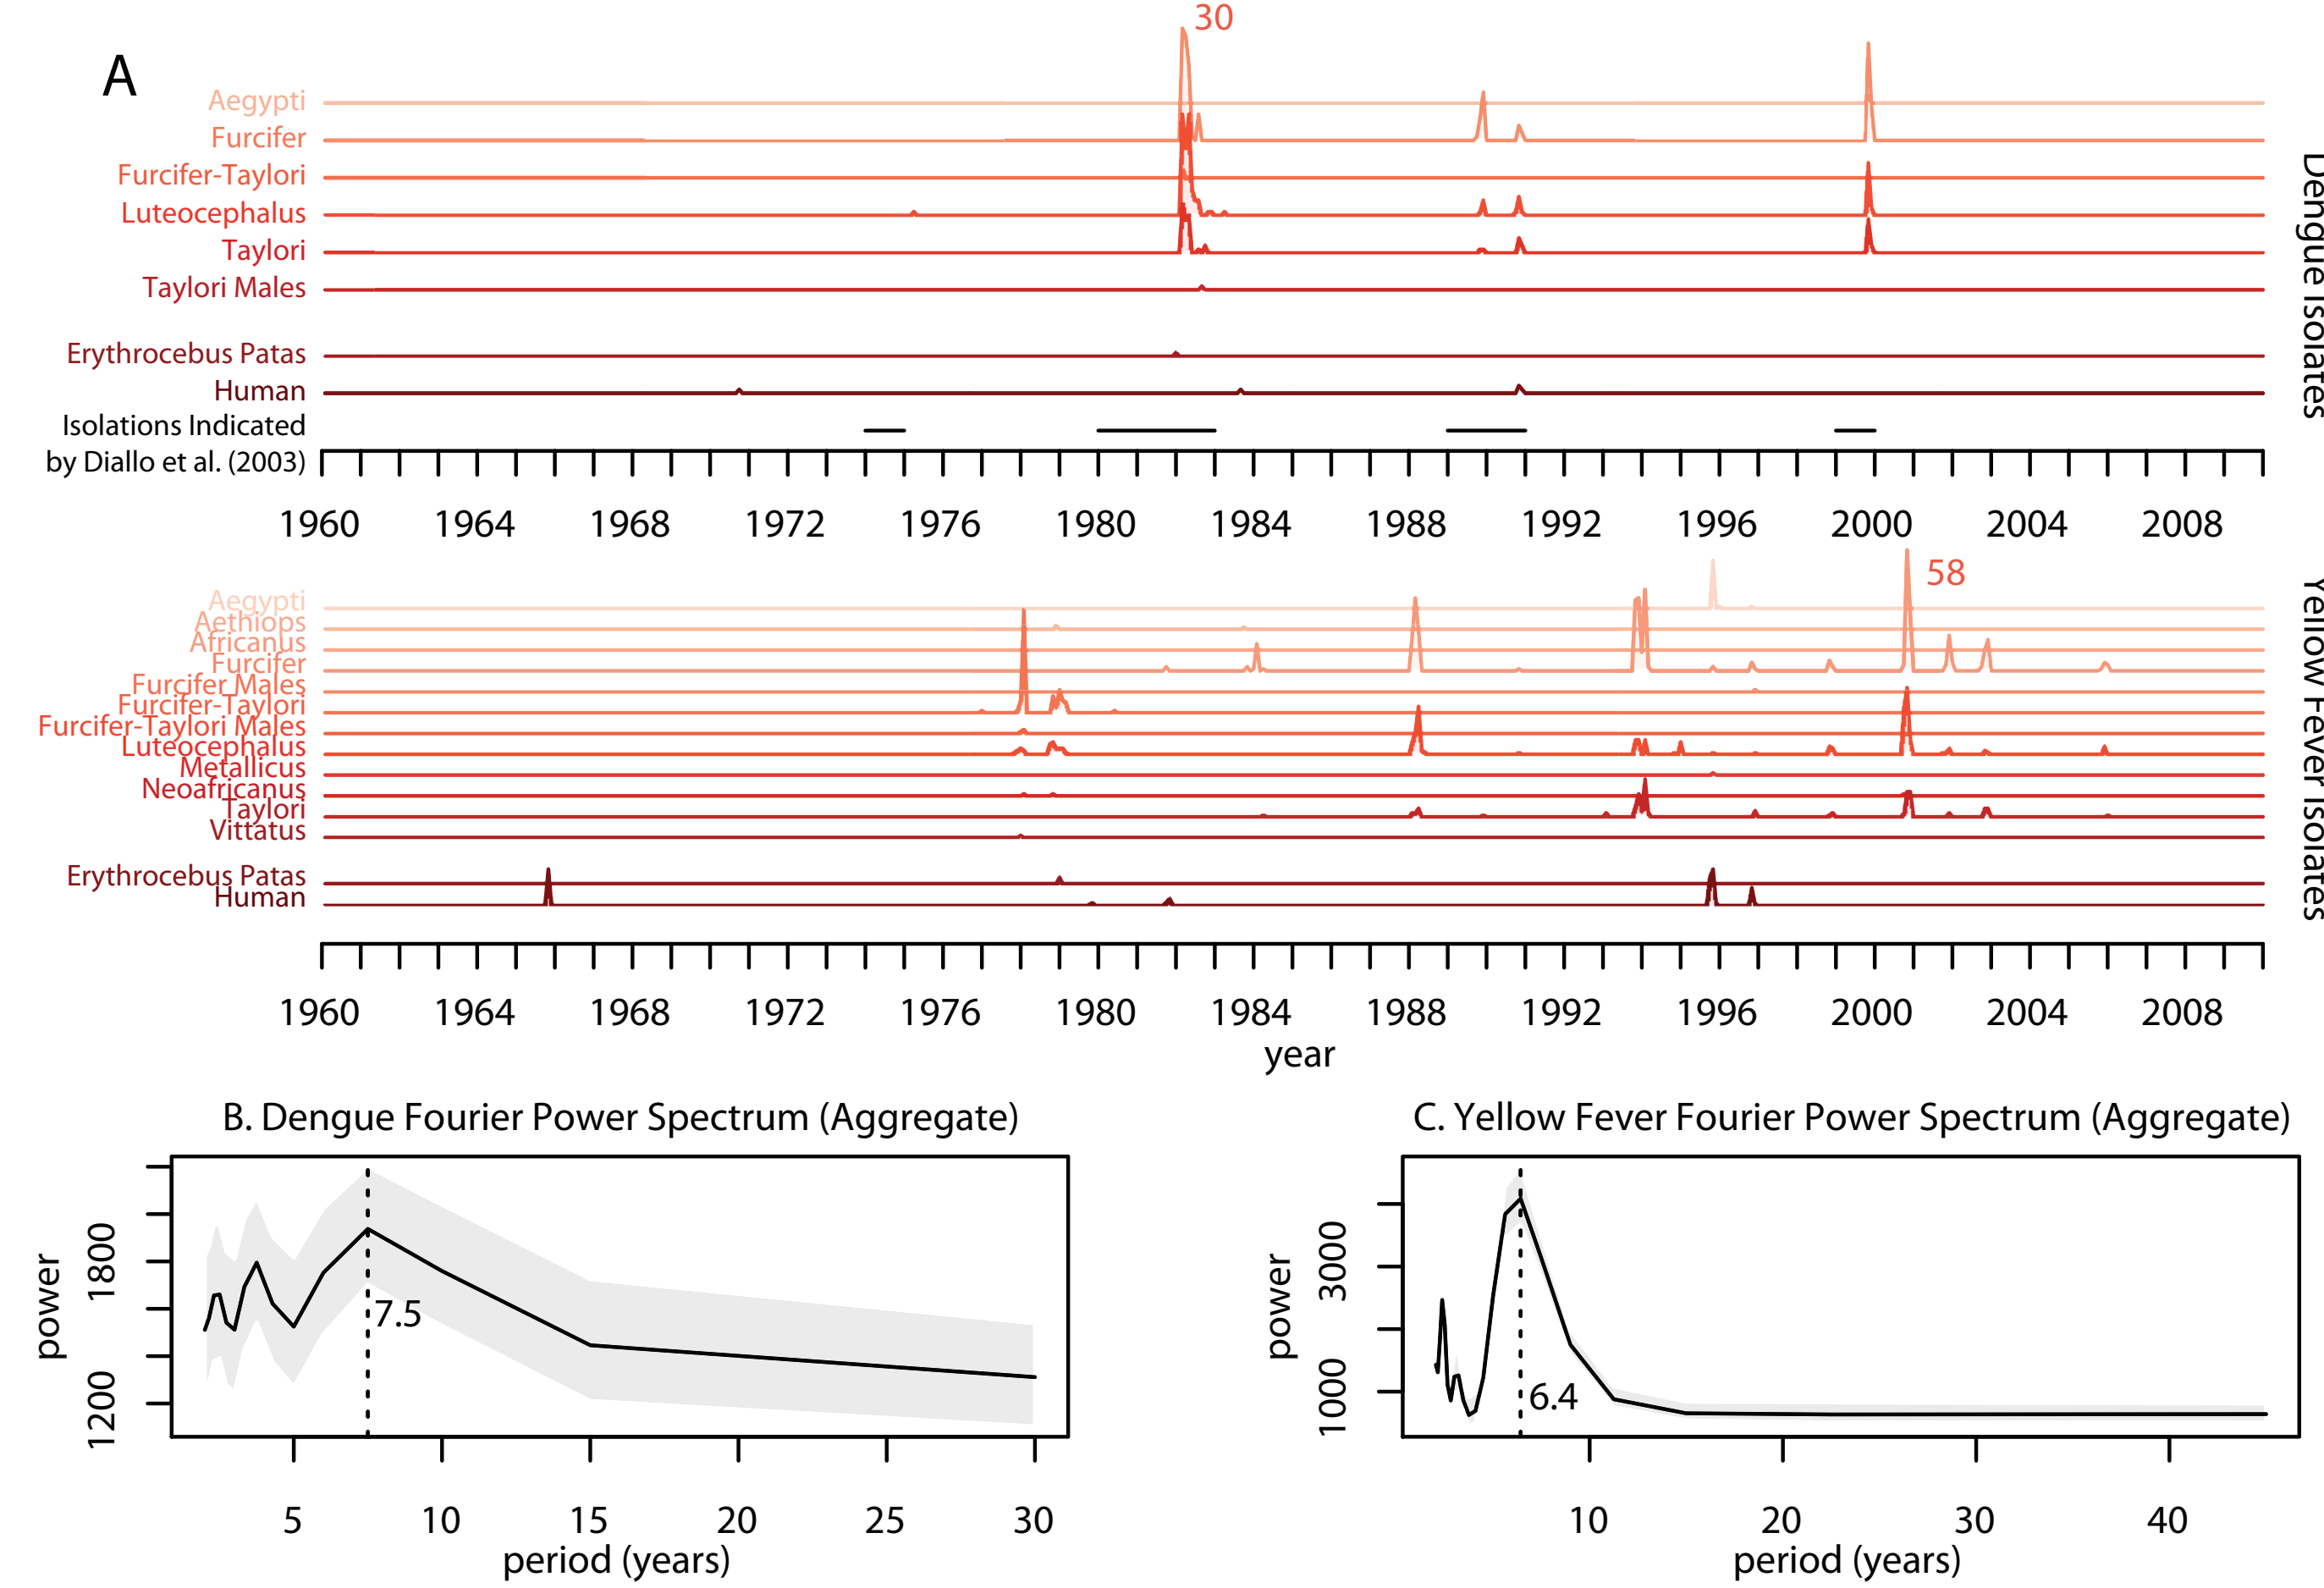 30
A
Aegypti
Furcifer
Furcifer-Taylori
Luteocephalus
Taylori
Taylori Males
Erythrocebus Patas
Human
Isolations Indicated
by Diallo et al. (2003)
Dengue Isolates
1960 1964 1968 1972 1976 1980 1984 1988 1992 1996 2000 2004 2008
58
Aegypti
Aethiops
Africanus
Furcifer
Furcifer Males
Furcifer-Taylori
Furcifer-Taylori Males
Luteocephalus
Metallicus
Neoafricanus
Taylori
Vittatus
Erythrocebus Patas
Human
Yellow Fever Isolates
1960 1964 1968 1972 1976 1980 1984 1988 1992 1996 2000 2004 2008
year
B. Dengue Fourier Power Spectrum (Aggregate)
power
1800
1200
7.5
5 10 15 20 25 30
period (years)
C. Yellow Fever Fourier Power Spectrum (Aggregate)
power
3000
1000
6.4
10 20 30 40
period (years)